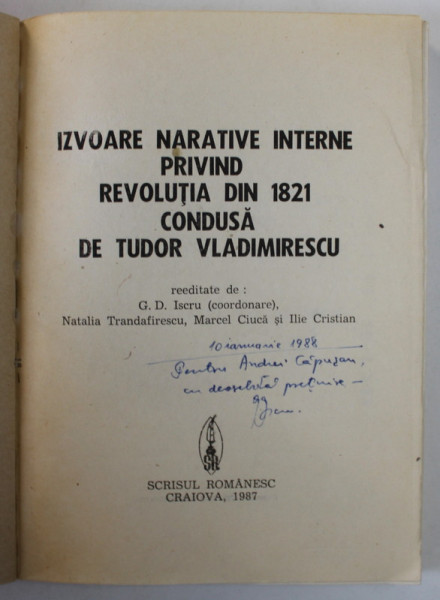 IZVOARE NARATIVE INTERNE
PRIVIND
REVOLUȚIA DIN 1821
CONDUSĂ
DE TUDOR VLADIMIRESCU
reeditate de :
G. D. Iscru (coordonare),
Natalia Trandafirescu, Marcel Ciucă și Ilie Cristian
10 ianuarie 1988
Pentru Andrei Căpușan,
cu deosebită prețuire –
SR
SCRISUL ROMÂNESC
CRAIOVA, 1987